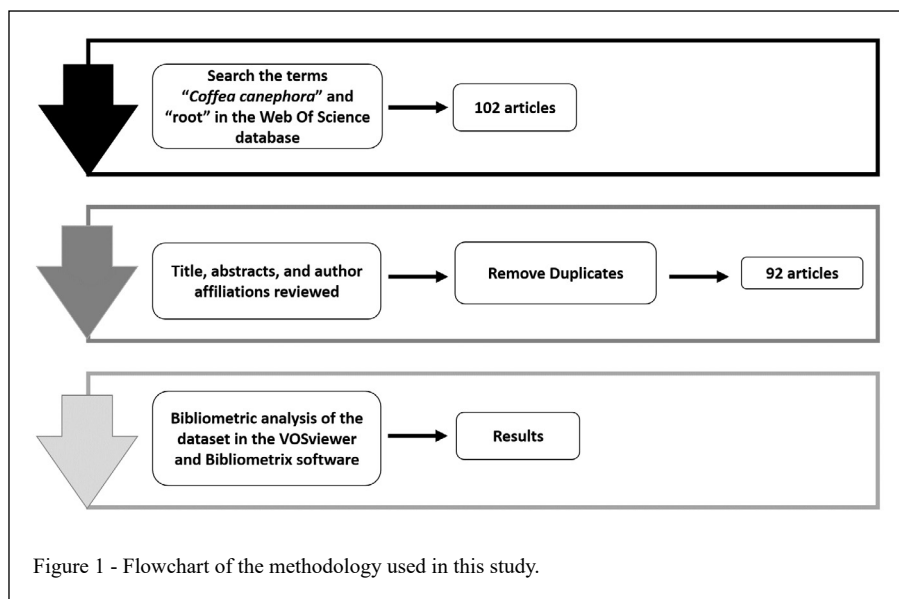 Search the terms
“Coffea canephora” and
“root” in the Web Of Science
database
102 articles
Title, abstracts, and author
affiliations reviewed
Remove Duplicates
92 articles
Bibliometric analysis of the
dataset in the VOSviewer
and Bibliometrix software
Results
Figure 1 - Flowchart of the methodology used in this study.